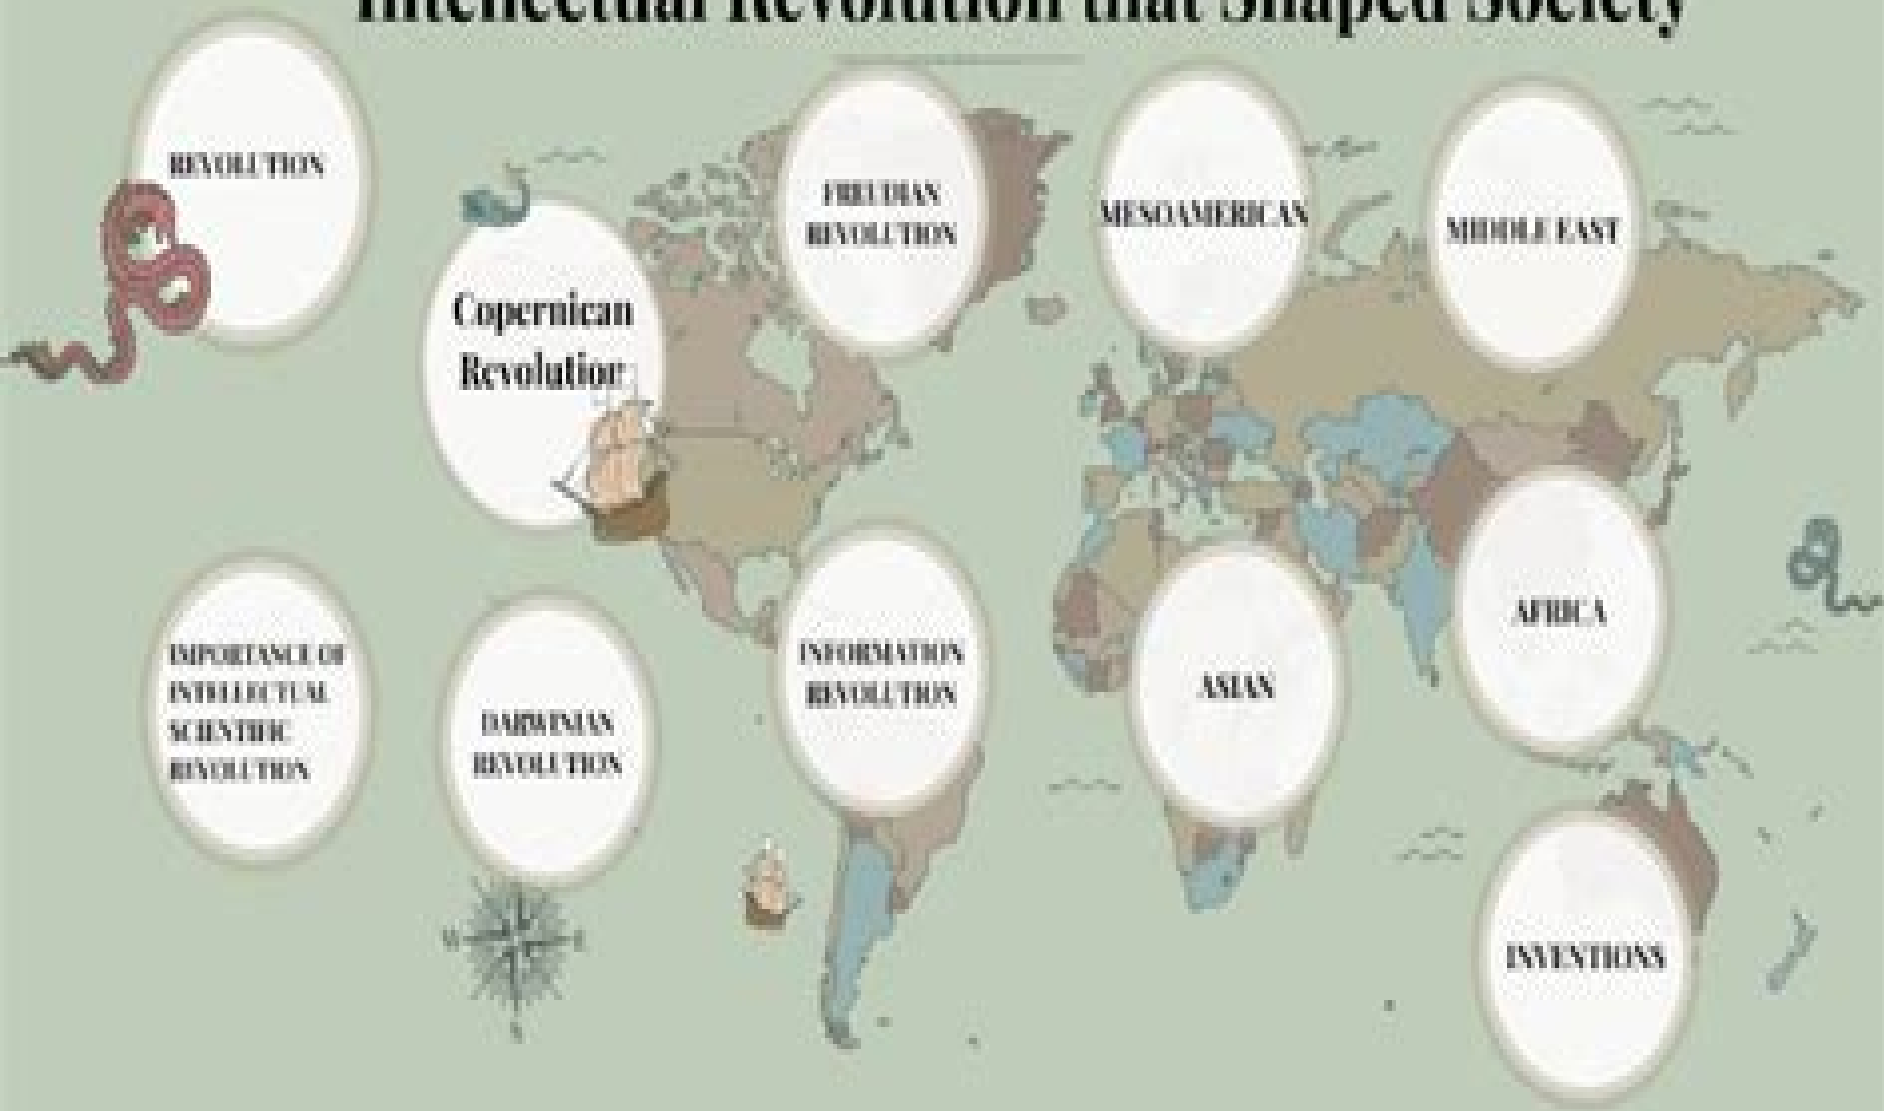 Intellectual Revolution that Shaped Society
REVOLUTION
Copernican
Revolution
FREUDIAN
REVOLUTION
MESOAMERICAN
MIDDLE EAST
IMPORTANCE OF
INTELLECTUAL
SCIENTIFIC
REVOLUTION
DARWINIAN
REVOLUTION
INFORMATION
REVOLUTION
ASIAN
AFRICA
INVENTIONS
W
E
S